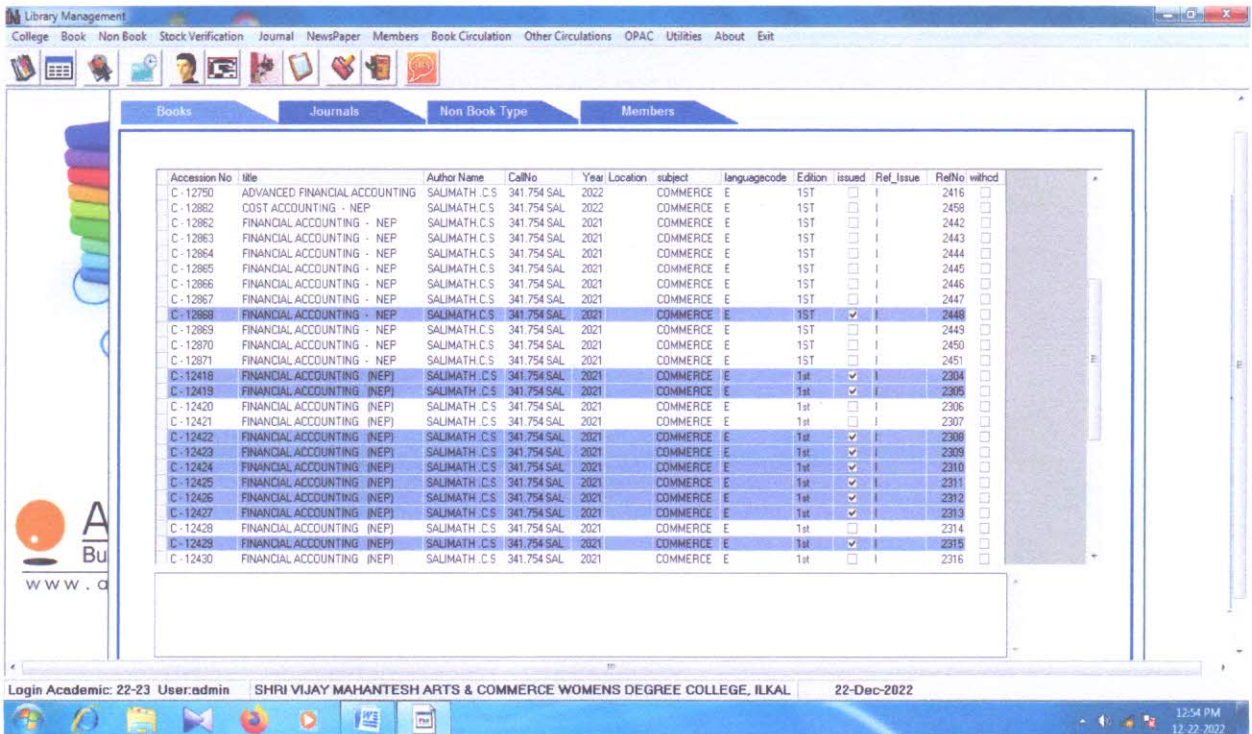 Library Management
College Book Non Book Stock Verification Journal NewsPaper Members Book Circulation Other Circulations OPAC Utilities About Exit
Books Journals Non Book Type Members
Accession No title Author Name CallNo Year Location subject languagecode Edition issued Ref_Issue RefNo withcd
C - 12750 ADVANCED FINANCIAL ACCOUNTING SALIMATH .C.S 341.754 SAL 2022 COMMERCE E 1ST I 2416
C - 12882 COST ACCOUNTING - NEP SALIMATH.C.S 341.754 SAL 2022 COMMERCE E 1ST I 2458
C - 12862 FINANCIAL ACCOUNTING - NEP SALIMATH.C.S 341.754 SAL 2021 COMMERCE E 1ST I 2442
C - 12863 FINANCIAL ACCOUNTING - NEP SALIMATH.C.S 341.754 SAL 2021 COMMERCE E 1ST I 2443
C - 12864 FINANCIAL ACCOUNTING - NEP SALIMATH.C.S 341.754 SAL 2021 COMMERCE E 1ST I 2444
C - 12865 FINANCIAL ACCOUNTING - NEP SALIMATH.C.S 341.754 SAL 2021 COMMERCE E 1ST I 2445
C - 12866 FINANCIAL ACCOUNTING - NEP SALIMATH.C.S 341.754 SAL 2021 COMMERCE E 1ST I 2446
C - 12867 FINANCIAL ACCOUNTING - NEP SALIMATH.C.S 341.754 SAL 2021 COMMERCE E 1ST I 2447
C - 12868 FINANCIAL ACCOUNTING - NEP SALIMATH.C.S 341.754 SAL 2021 COMMERCE E 1ST I 2448
C - 12869 FINANCIAL ACCOUNTING - NEP SALIMATH.C.S 341.754 SAL 2021 COMMERCE E 1ST I 2449
C - 12870 FINANCIAL ACCOUNTING - NEP SALIMATH.C.S 341.754 SAL 2021 COMMERCE E 1ST I 2450
C - 12871 FINANCIAL ACCOUNTING - NEP SALIMATH.C.S 341.754 SAL 2021 COMMERCE E 1ST I 2451
C - 12418 FINANCIAL ACCOUNTING (NEP) SALIMATH .C.S 341.754 SAL 2021 COMMERCE E 1st I 2304
C - 12419 FINANCIAL ACCOUNTING (NEP) SALIMATH .C.S 341.754 SAL 2021 COMMERCE E 1st I 2305
C - 12420 FINANCIAL ACCOUNTING (NEP) SALIMATH .C.S 341.754 SAL 2021 COMMERCE E 1st I 2306
C - 12421 FINANCIAL ACCOUNTING (NEP) SALIMATH .C.S 341.754 SAL 2021 COMMERCE E 1st I 2307
C - 12422 FINANCIAL ACCOUNTING (NEP) SALIMATH .C.S 341.754 SAL 2021 COMMERCE E 1st I 2308
C - 12423 FINANCIAL ACCOUNTING (NEP) SALIMATH .C.S 341.754 SAL 2021 COMMERCE E 1st I 2309
C - 12424 FINANCIAL ACCOUNTING (NEP) SALIMATH .C.S 341.754 SAL 2021 COMMERCE E 1st I 2310
C - 12425 FINANCIAL ACCOUNTING (NEP) SALIMATH .C.S 341.754 SAL 2021 COMMERCE E 1st I 2311
C - 12426 FINANCIAL ACCOUNTING (NEP) SALIMATH .C.S 341.754 SAL 2021 COMMERCE E 1st I 2312
C - 12427 FINANCIAL ACCOUNTING (NEP) SALIMATH .C.S 341.754 SAL 2021 COMMERCE E 1st I 2313
C - 12428 FINANCIAL ACCOUNTING (NEP) SALIMATH .C.S 341.754 SAL 2021 COMMERCE E 1st I 2314
C - 12429 FINANCIAL ACCOUNTING (NEP) SALIMATH .C.S 341.754 SAL 2021 COMMERCE E 1st I 2315
C - 12430 FINANCIAL ACCOUNTING (NEP) SALIMATH .C.S 341.754 SAL 2021 COMMERCE E 1st I 2316
A
Bu
www.a
Login Academic: 22-23 User:admin SHRI VIJAY MAHANTESH ARTS & COMMERCE WOMENS DEGREE COLLEGE, ILKAL 22-Dec-2022
12:54 PM
12-22-2022